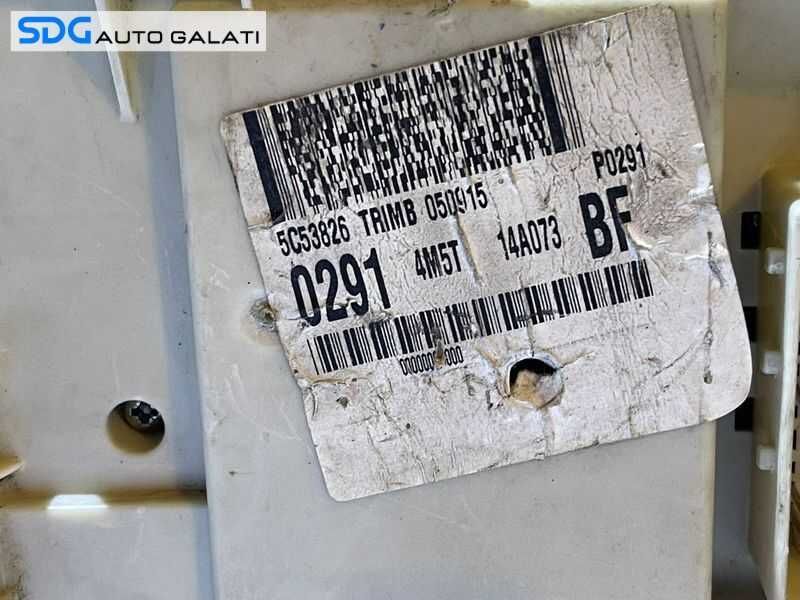 SDG AUTO GALATI
P0291
5C53826 TRIMB 050915
0291 4M5T 14A073 BF